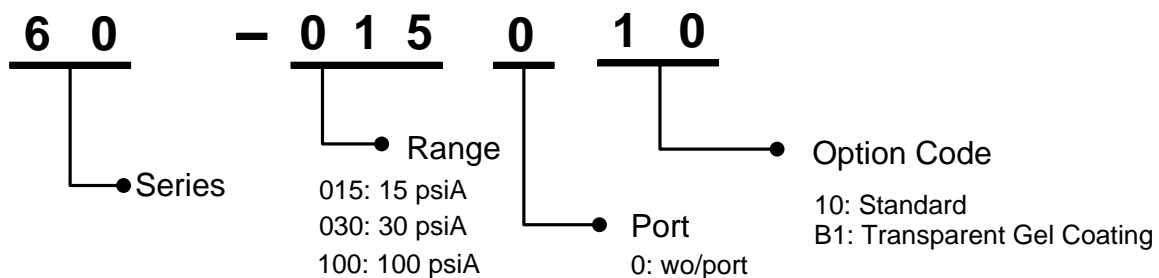 6 0 – 0 1 5 0 1 0
Series
Range
015: 15 psiA
030: 30 psiA
100: 100 psiA
Port
0: wo/port
Option Code
10: Standard
B1: Transparent Gel Coating